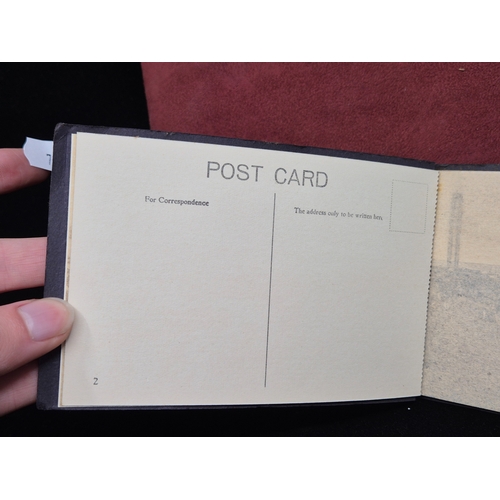 POST CARD
For Correspondence
The address only to be written here.
2